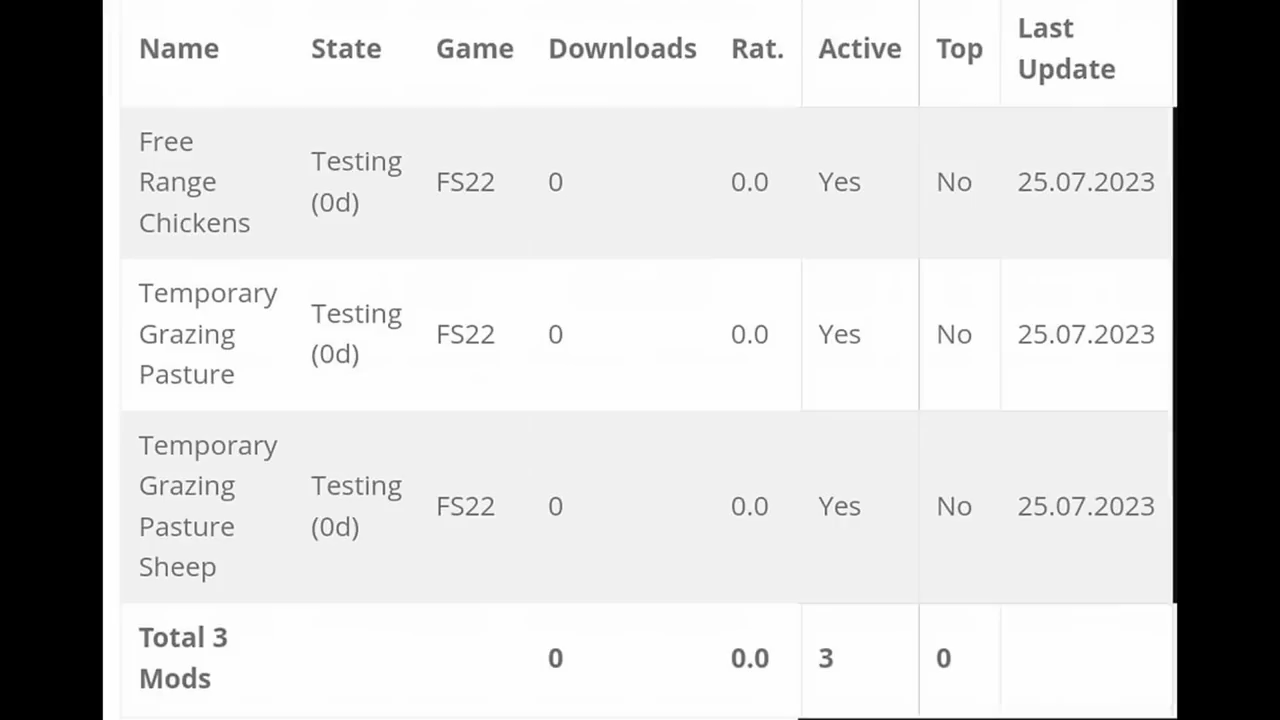 Name State Game Downloads Rat. Active Top Last Update
Free Range Chickens Testing (0d) FS22 0 0.0 Yes No 25.07.2023
Temporary Grazing Pasture Testing (0d) FS22 0 0.0 Yes No 25.07.2023
Temporary Grazing Pasture Sheep Testing (0d) FS22 0 0.0 Yes No 25.07.2023
Total 3 Mods 0 0.0 3 0